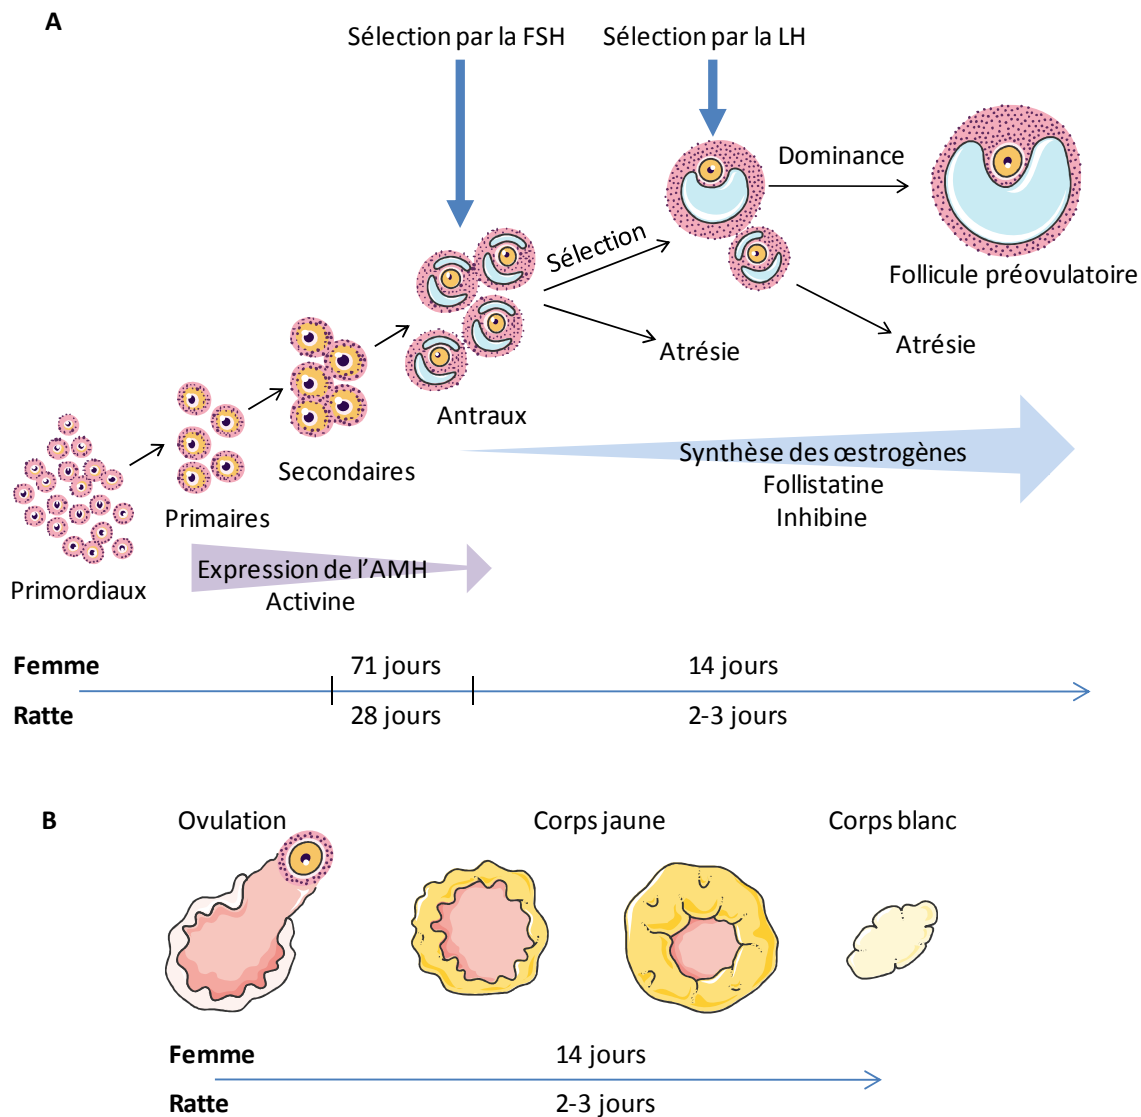 A
Sélection par la FSH
Sélection par la LH
Dominance
Sélection
Follicule préovulatoire
Atrésie
Atrésie
Antraux
Synthèse des œstrogènes
Follistatine
Inhibine
Secondaires
Primaires
Expression de l'AMH
Activine
Primordiaux
Femme 71 jours 14 jours
Ratte 28 jours 2-3 jours
B
Ovulation Corps jaune Corps blanc
Femme 14 jours
Ratte 2-3 jours